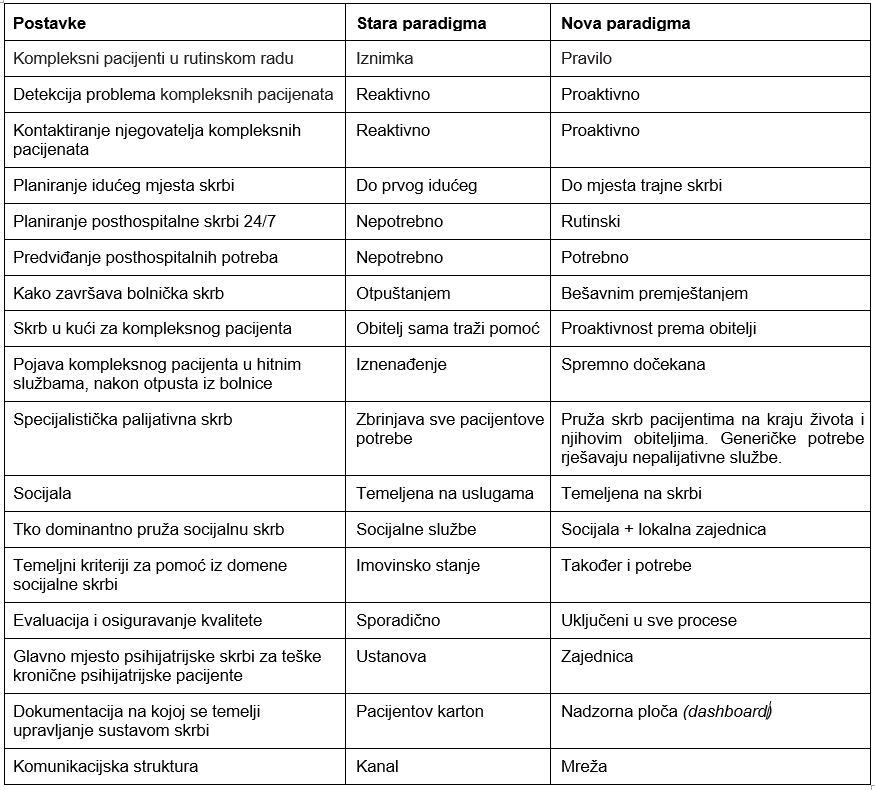 Postavke Stara paradigma Nova paradigma
Kompleksni pacijenti u rutinskom radu Iznimka Pravilo
Detekcija problema kompleksnih pacijenata Reaktivno Proaktivno
Kontaktiranje njegovatelja kompleksnih Reaktivno Proaktivno
pacijenata
Planiranje idućeg mjesta skrbi Do prvog idućeg Do mjesta trajne skrbi
Planiranje posthospitalne skrbi 24/7 Nepotrebno Rutinski
Predviđanje posthospitalnih potreba Nepotrebno Potrebno
Kako završava bolnička skrb Otpuštanjem Bešavnim premještanjem
Skrb u kući za kompleksnog pacijenta Obitelj sama traži pomoć Proaktivnost prema obitelji
Pojava kompleksnog pacijenta u hitnim Iznenađenje Spremno dočekana
službama, nakon otpusta iz bolnice
Specijalistička palijativna skrb Zbrinjava sve pacijentove Pruža skrb pacijentima na kraju života i
potrebe njihovim obiteljima. Generičke potrebe
rješavaju nepalijativne službe.
Socijala Temeljena na uslugama Temeljena na skrbi
Tko dominantno pruža socijalnu skrb Socijalne službe Socijala + lokalna zajednica
Temeljni kriteriji za pomoć iz domene Imovinsko stanje Također i potrebe
socijalne skrbi
Evaluacija i osiguravanje kvalitete Sporadično Uključeni u sve procese
Glavno mjesto psihijatrijske skrbi za teške Ustanova Zajednica
kronične psihijatrijske pacijente
Dokumentacija na kojoj se temelji Pacijentov karton Nadzorna ploča (dashboard)
upravljanje sustavom skrbi
Komunikacijska struktura Kanal Mreža